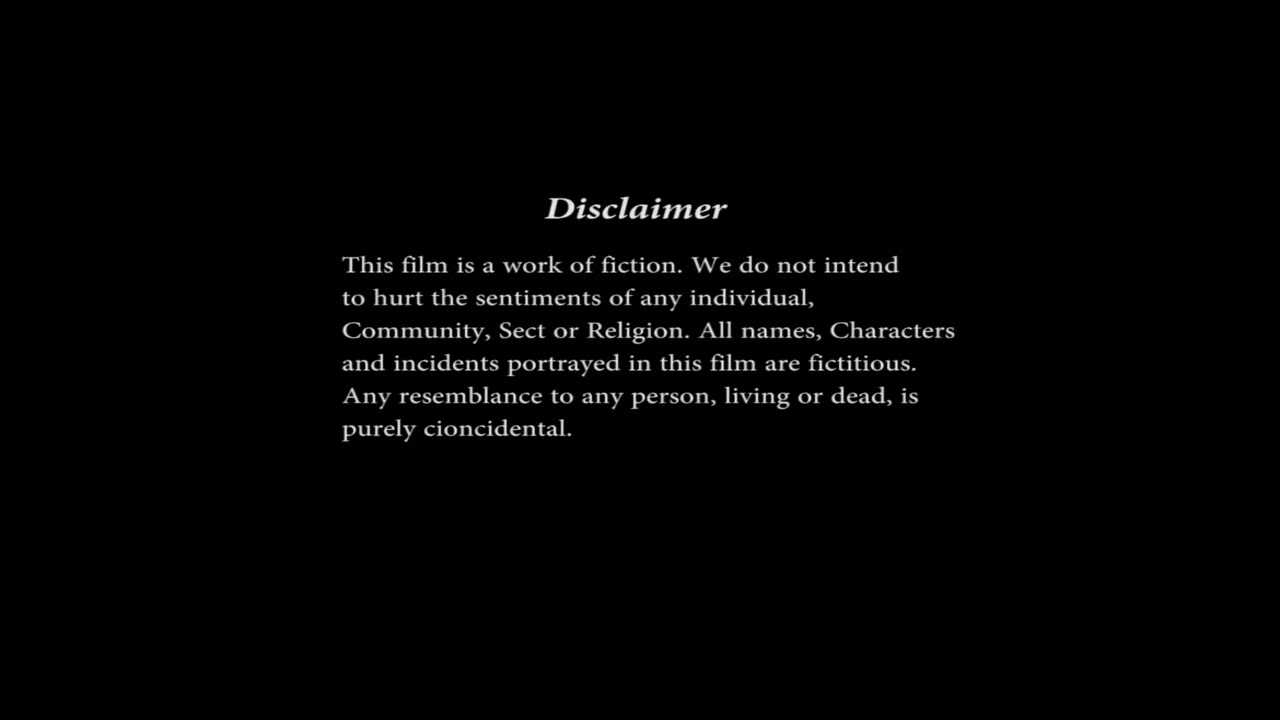 Disclaimer
This film is a work of fiction. We do not intend
to hurt the sentiments of any individual,
Community, Sect or Religion. All names, Characters
and incidents portrayed in this film are fictitious.
Any resemblance to any person, living or dead, is
purely cioncidental.